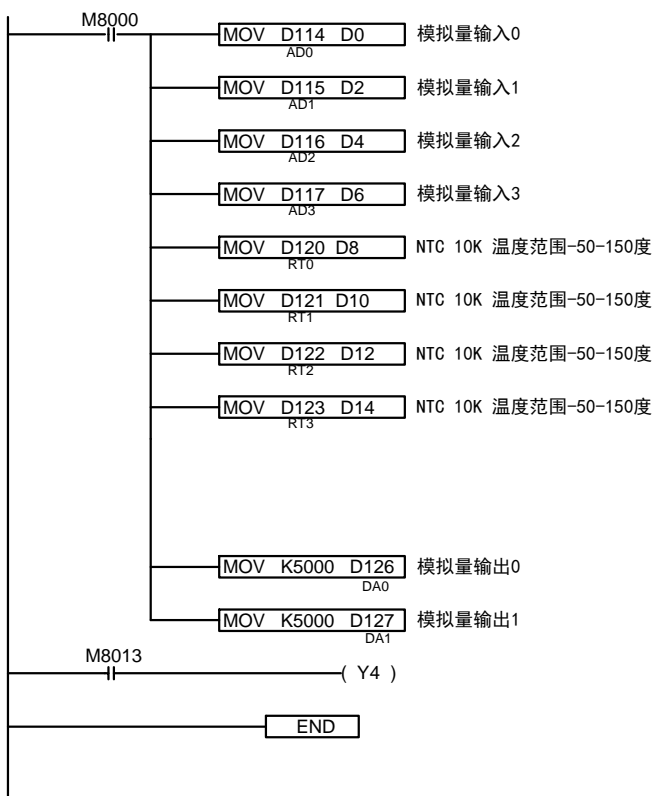 M8000
MOV D114 D0 模拟量输入0
AD0
MOV D115 D2 模拟量输入1
AD1
MOV D116 D4 模拟量输入2
AD2
MOV D117 D6 模拟量输入3
AD3
MOV D120 D8 NTC 10K 温度范围-50-150度
RT0
MOV D121 D10 NTC 10K 温度范围-50-150度
RT1
MOV D122 D12 NTC 10K 温度范围-50-150度
RT2
MOV D123 D14 NTC 10K 温度范围-50-150度
RT3
MOV K5000 D126 模拟量输出0
DA0
MOV K5000 D127 模拟量输出1
DA1
M8013
( Y4 )
END